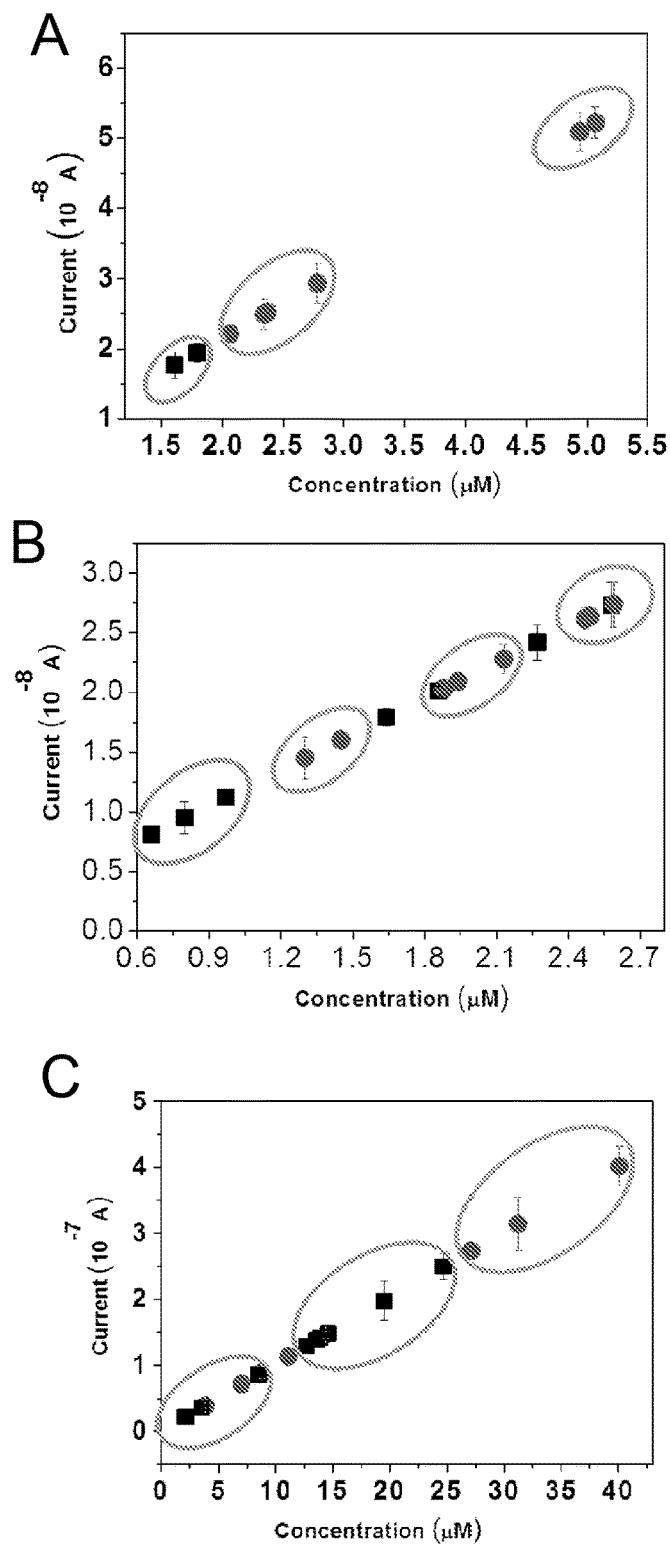 A
6
5
4
3
2
1
Current (10 -8 A)
1.5 2.0 2.5 3.0 3.5 4.0 4.5 5.0 5.5
Concentration (μM)
B
3.0
2.5
2.0
1.5
1.0
0.5
0.0
Current (10 -8 A)
0.6 0.9 1.2 1.5 1.8 2.1 2.4 2.7
Concentration (μM)
C
5
4
3
2
1
0
Current (10 -7 A)
0 5 10 15 20 25 30 35 40
Concentration (μM)